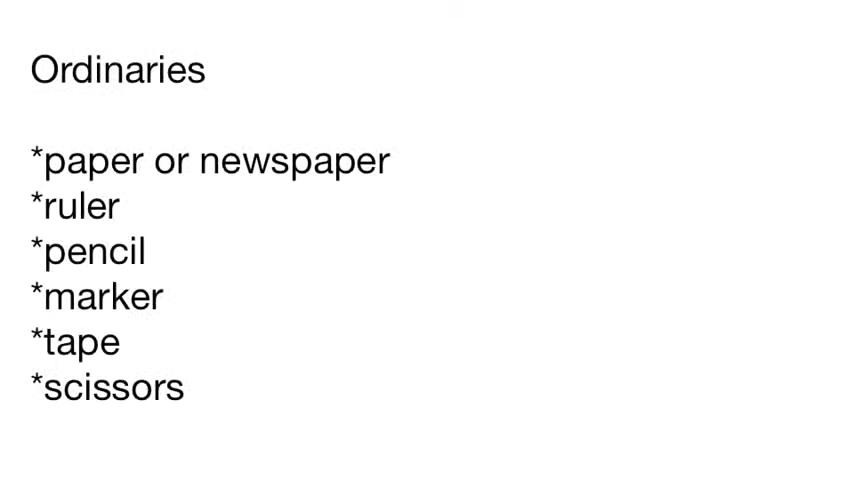 Ordinaries
*paper or newspaper
*ruler
*pencil
*marker
*tape
*scissors